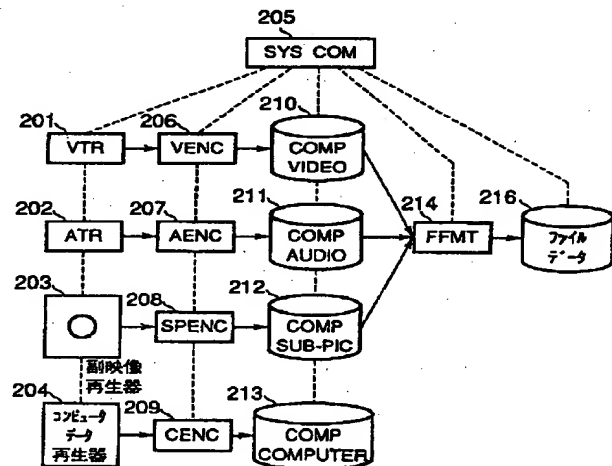 205
SYS COM
201
VTR
206
VENC
210
COMP
VIDEO
202
ATR
207
AENC
211
COMP
AUDIO
214
FFMT
216
ファイル
データ
203
副映像
再生器
208
SPENC
212
COMP
SUB-PIC
204
コンピュータ
データ
再生器
209
CENC
213
COMP
COMPUTER